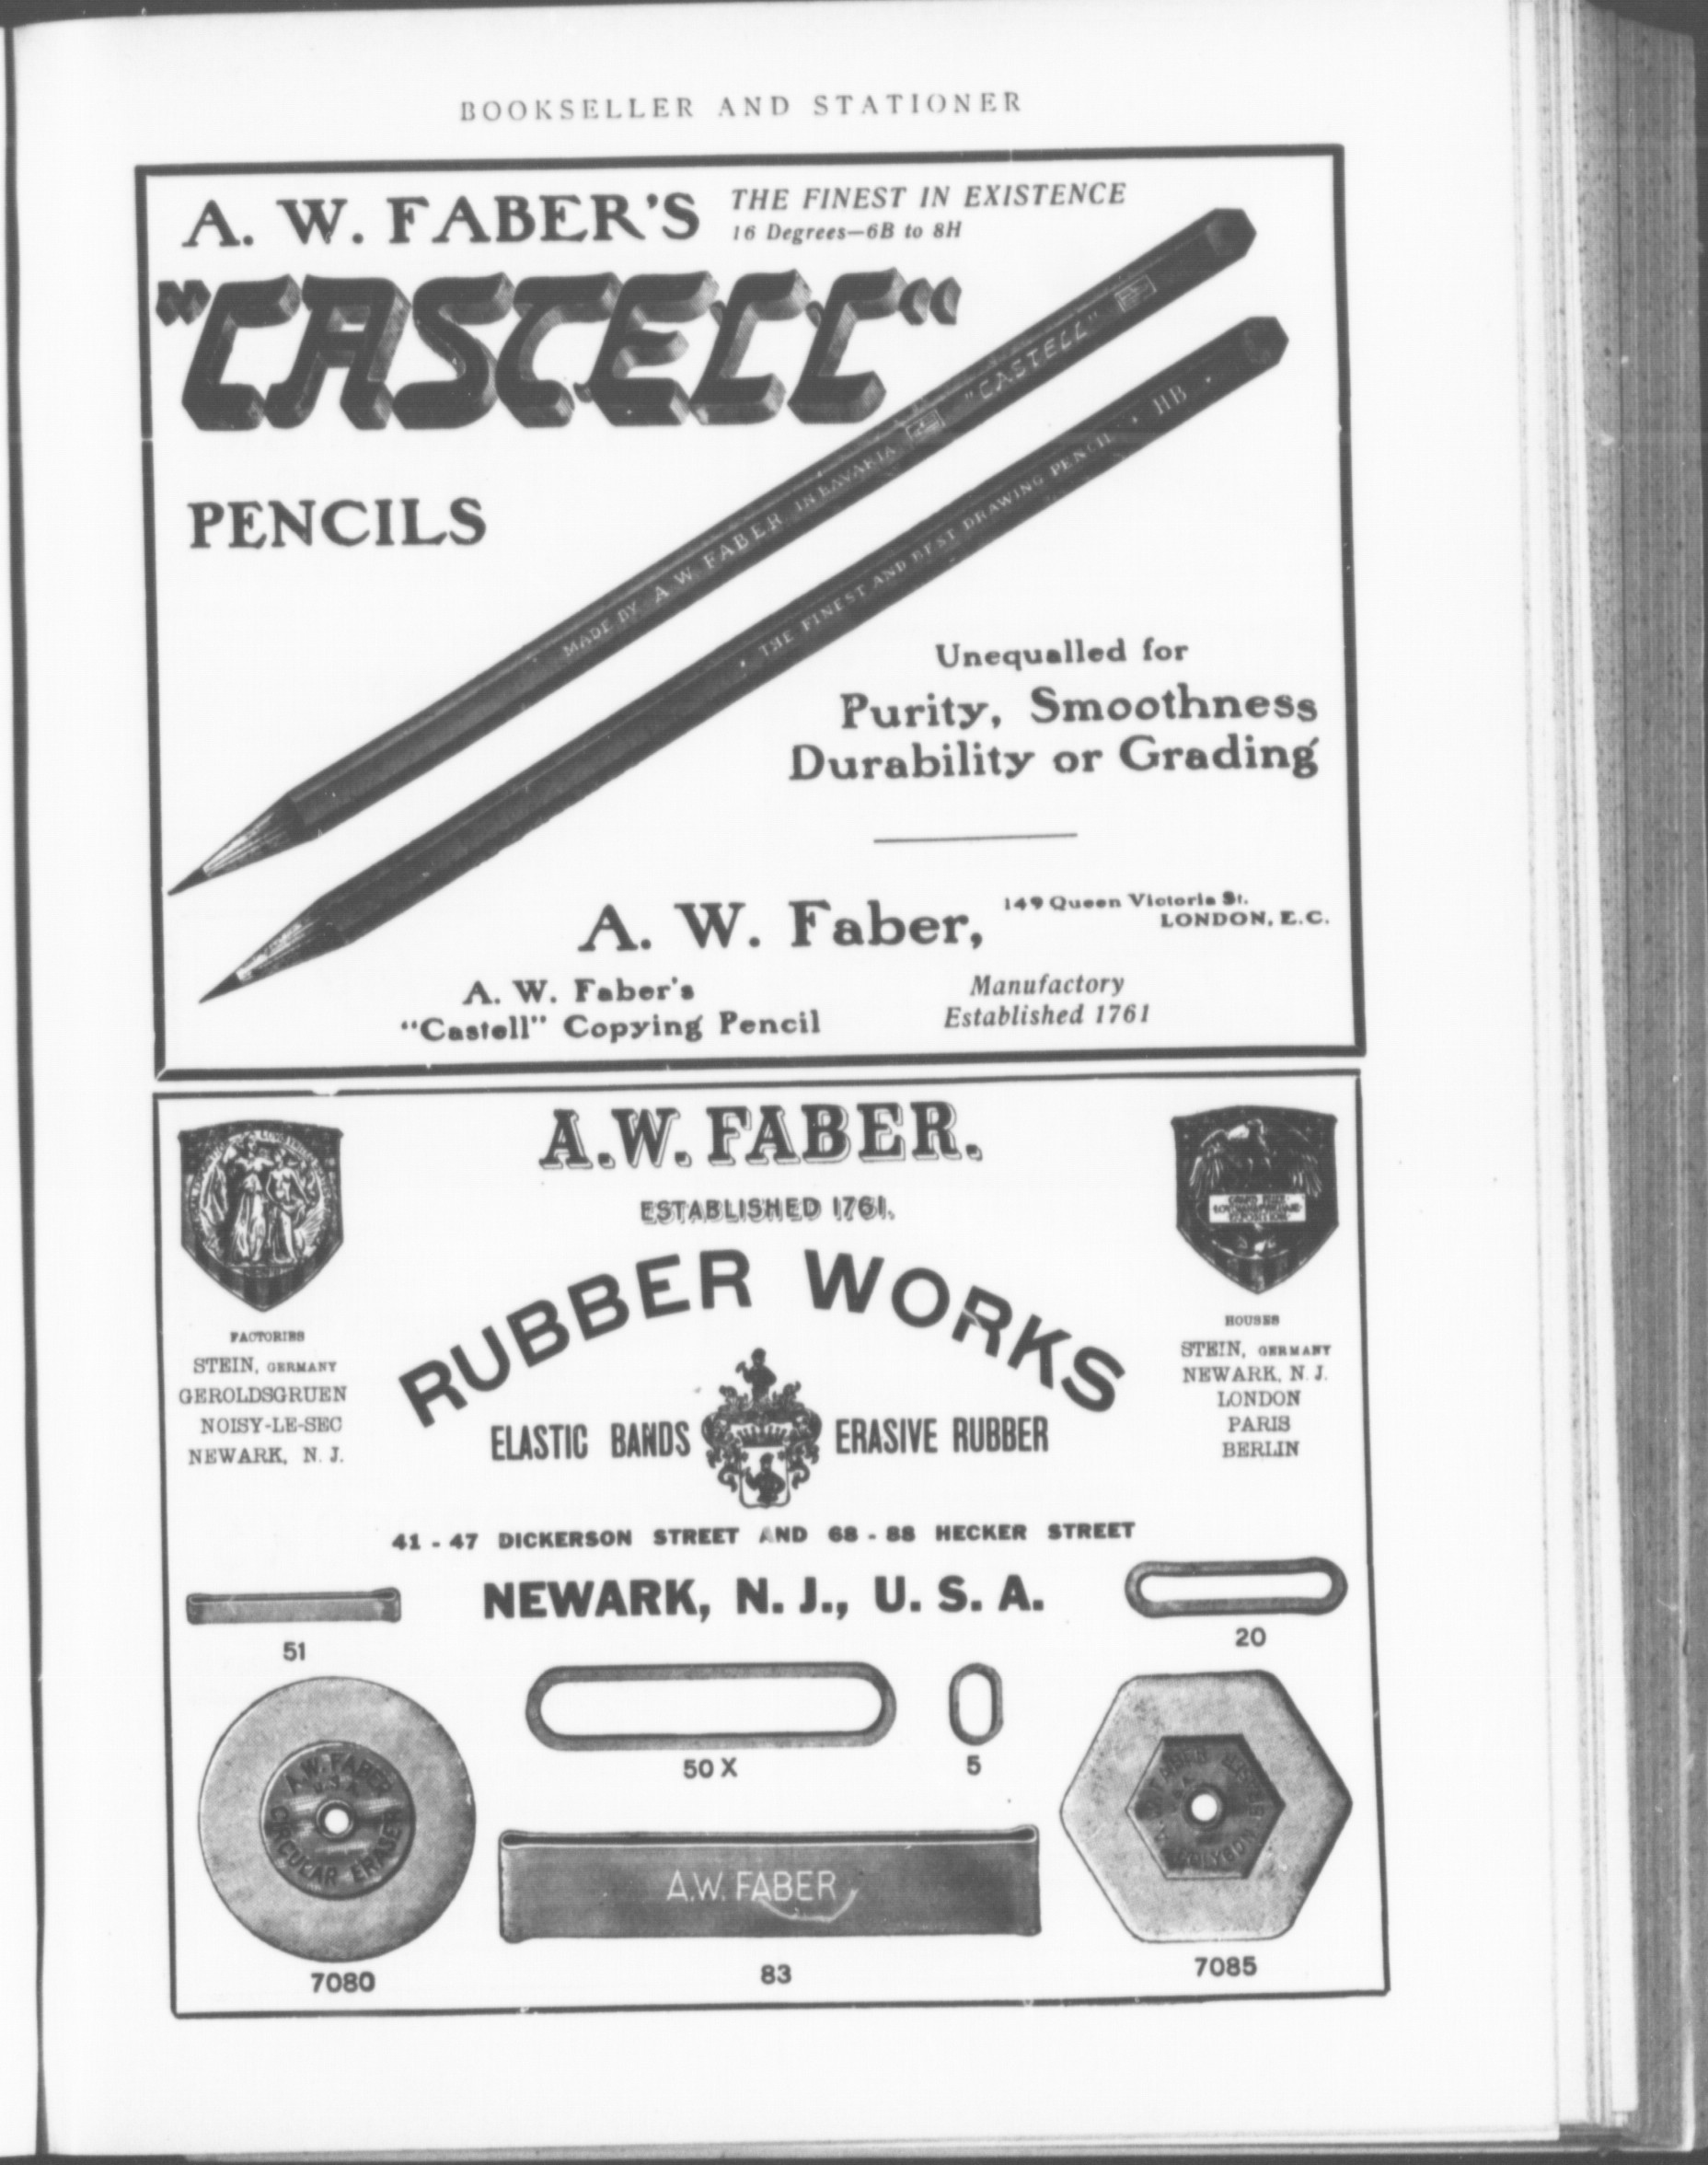 BOOKSELLER AND STATIONER
A. W. FABER'S
THE FINEST IN EXISTENCE
16 Degrees—6B to 8H
"CASTELL"
PENCILS
MADE BY A.W. FABER IN BAVARIA "CASTELL"
· THE FINEST AND BEST DRAWING PENCIL · · HB ·
Unequalled for
Purity, Smoothness
Durability or Grading
A. W. Faber,
149 Queen Victoria St.
LONDON, E.C.
A. W. Faber's
"Castell" Copying Pencil
Manufactory
Established 1761
A.W. FABER.
ESTABLISHED 1761.
RUBBER WORKS
ELASTIC BANDS
ERASIVE RUBBER
FACTORIES
STEIN, GERMANY
GEROLDSGRUEN
NOISY-LE-SEC
NEWARK, N. J.
GRAND PRIZE
EXPOSITION
HOUSES
STEIN, GERMANY
NEWARK, N. J.
LONDON
PARIS
BERLIN
41 - 47 DICKERSON STREET AND 68 - 88 HECKER STREET
NEWARK, N. J., U. S. A.
51
20
50 X
5
A.W. FABER
U.S.A.
CIRCULAR ERASER
7080
A.W. FABER
83
POLYGON
7085